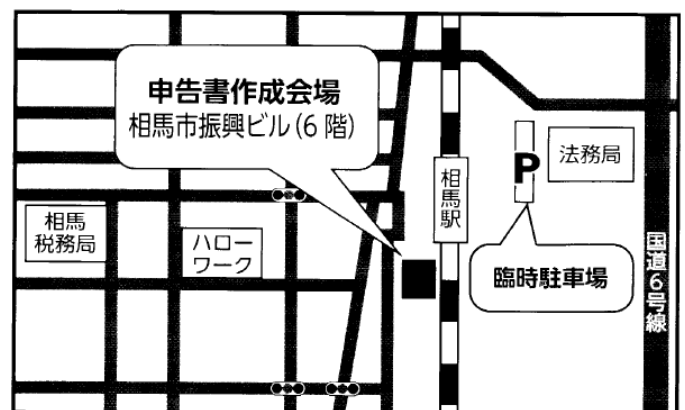 申告書作成会場
相馬市振興ビル(6階)
相馬
税務局
ハロー
ワーク
相馬駅
P
法務局
臨時駐車場
国道6号線